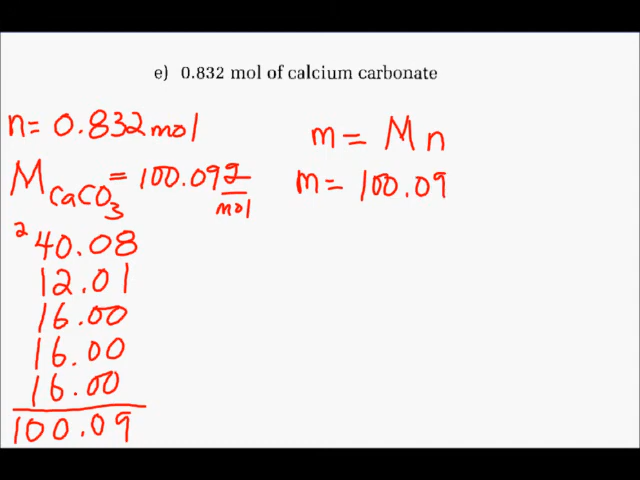 e) 0.832 mol of calcium carbonate
n = 0.832 mol
M CaCO3 = 100.09 g/mol
2
40.08
12.01
16.00
16.00
16.00
100.09
m = M n
m = 100.09